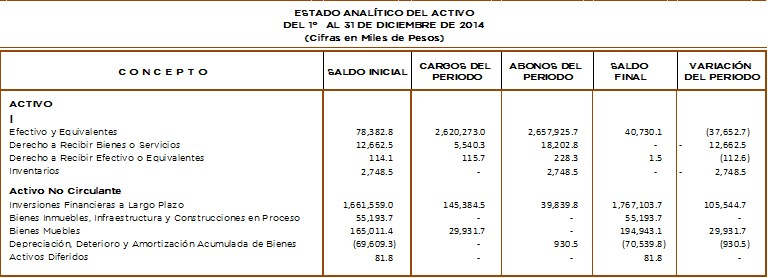 ESTADO ANALÍTICO DEL ACTIVO
DEL 1° AL 31 DE DICIEMBRE DE 2014
(Cifras en Miles de Pesos)
C O N C E P T O SALDO INICIAL CARGOS DEL PERIODO ABONOS DEL PERIODO SALDO FINAL VARIACIÓN DEL PERIODO
ACTIVO
Efectivo y Equivalentes 78,382.8 2,620,273.0 2,657,925.7 40,730.1 (37,652.7)
Derecho a Recibir Bienes o Servicios 12,662.5 5,540.3 18,202.8 - - 12,662.5
Derecho a Recibir Efectivo o Equivalentes 114.1 115.7 228.3 1.5 (112.6)
Inventarios 2,748.5 - 2,748.5 - - 2,748.5
Activo No Circulante
Inversiones Financieras a Largo Plazo 1,661,559.0 145,384.5 39,839.8 1,767,103.7 105,544.7
Bienes Inmuebles, Infraestructura y Construcciones en Proceso 55,193.7 - - 55,193.7 -
Bienes Muebles 165,011.4 29,931.7 - 194,943.1 29,931.7
Depreciación, Deterioro y Amortización Acumulada de Bienes (69,609.3) - 930.5 (70,539.8) (930.5)
Activos Diferidos 81.8 - - 81.8 -